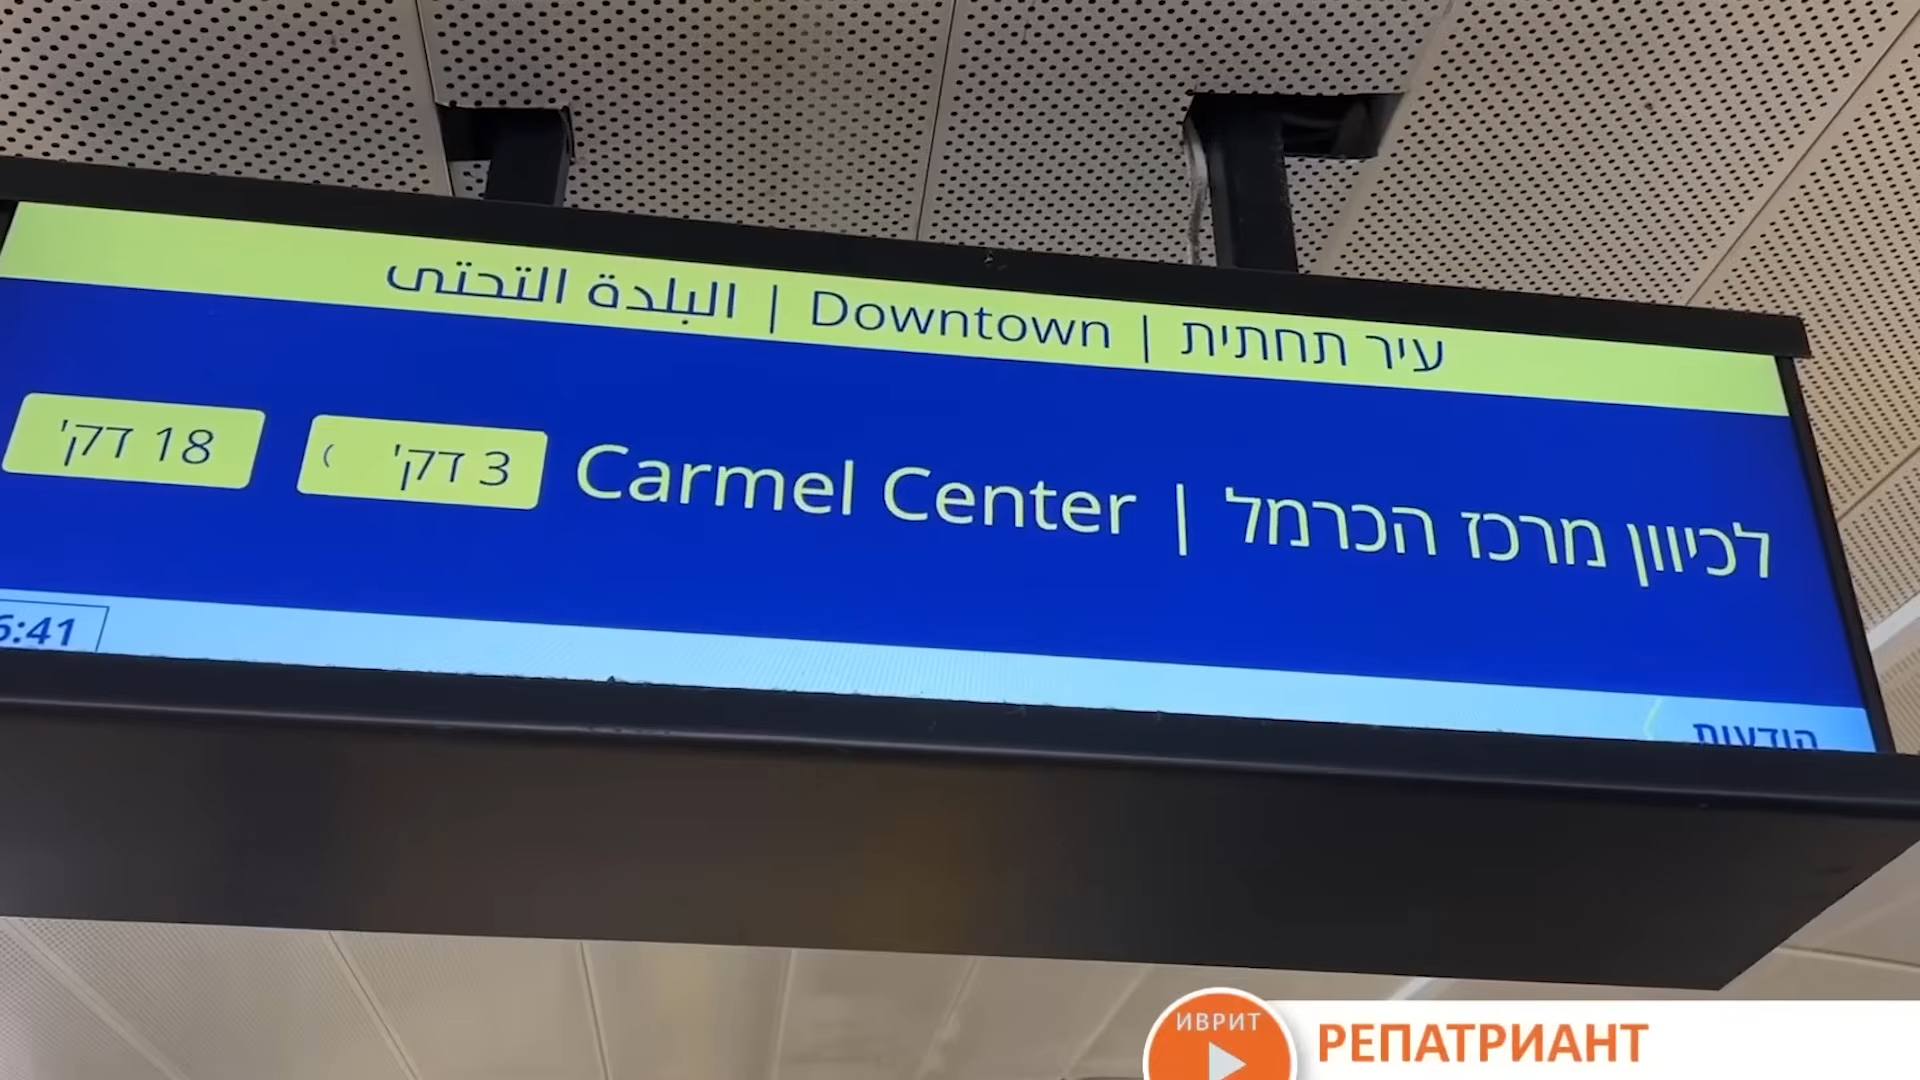 עיר תחתית | Downtown | البلدة التحتى
לכיוון מרכז הכרמל | Carmel Center
3 דק'
18 דק'
הודעות
6:41
ИВРИТ
РЕПАТРИАНТ